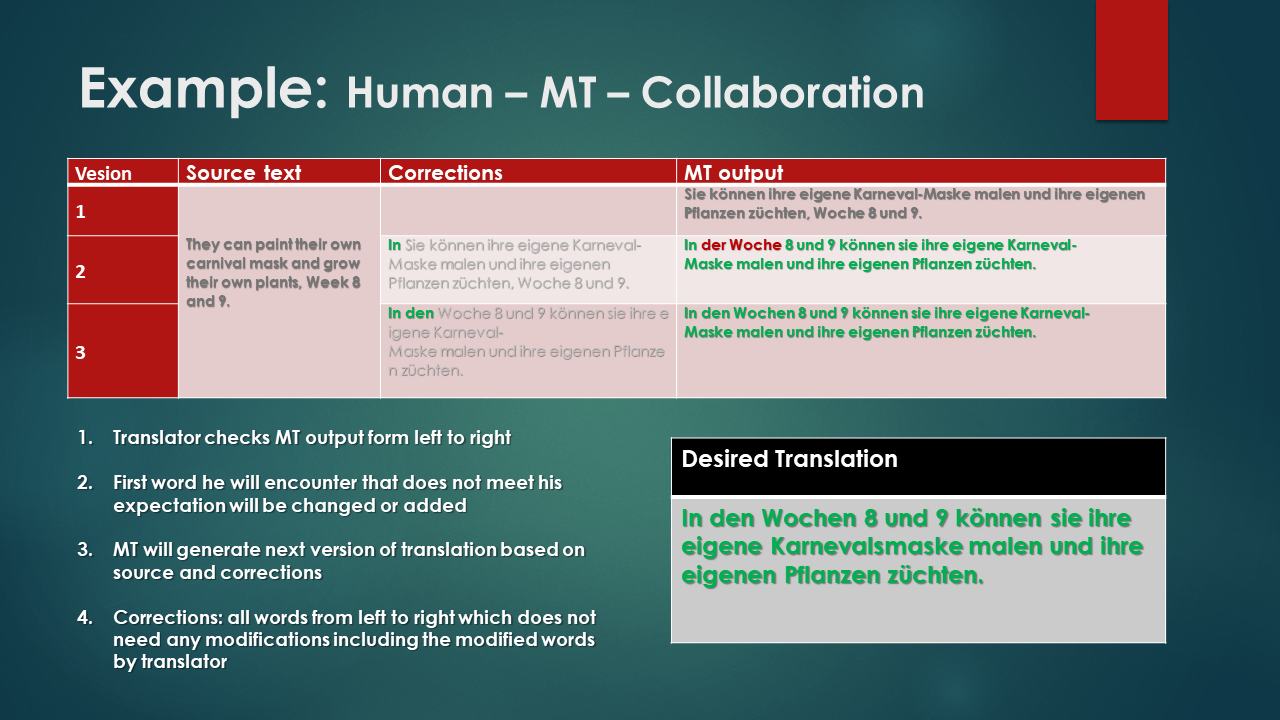 Example: Human – MT – Collaboration
Vesion
Source text
Corrections
MT output
1
Sie können ihre eigene Karneval-Maske malen und ihre eigenen
Pflanzen züchten, Woche 8 und 9.
They can paint their own
carnival mask and grow
their own plants, Week 8
and 9.
2
In Sie können ihre eigene Karneval-
Maske malen und ihre eigenen
Pflanzen züchten, Woche 8 und 9.
In der Woche 8 und 9 können sie ihre eigene Karneval-
Maske malen und ihre eigenen Pflanzen züchten.
3
In den Woche 8 und 9 können sie ihre e
igene Karneval-
Maske malen und ihre eigenen Pflanze
n züchten.
In den Wochen 8 und 9 können sie ihre eigene Karneval-
Maske malen und ihre eigenen Pflanzen züchten.
1. Translator checks MT output form left to right
2. First word he will encounter that does not meet his
expectation will be changed or added
3. MT will generate next version of translation based on
source and corrections
4. Corrections: all words from left to right which does not
need any modifications including the modified words
by translator
Desired Translation
In den Wochen 8 und 9 können sie ihre
eigene Karnevalsmaske malen und ihre
eigenen Pflanzen züchten.